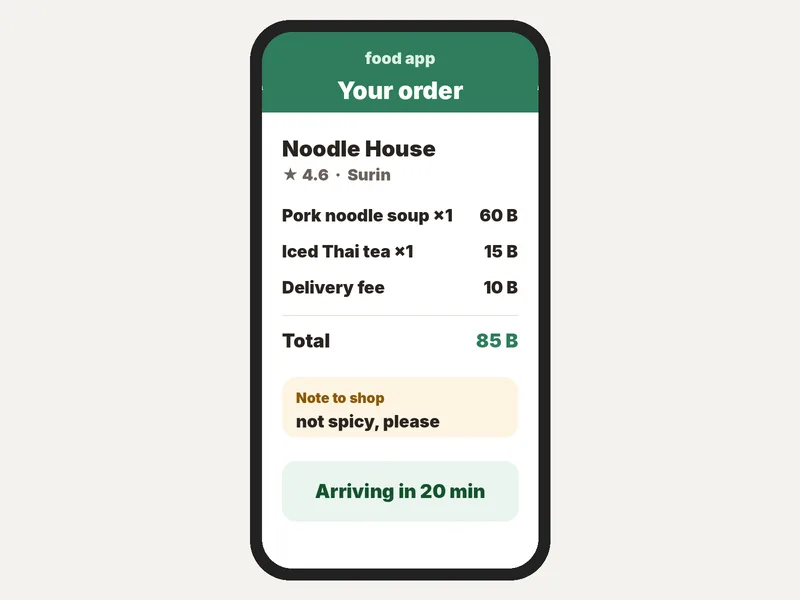 food app
Your order
Noodle House
★ 4.6 · Surin
Pork noodle soup ×1 60 B
Iced Thai tea ×1 15 B
Delivery fee 10 B
Total 85 B
Note to shop
not spicy, please
Arriving in 20 min